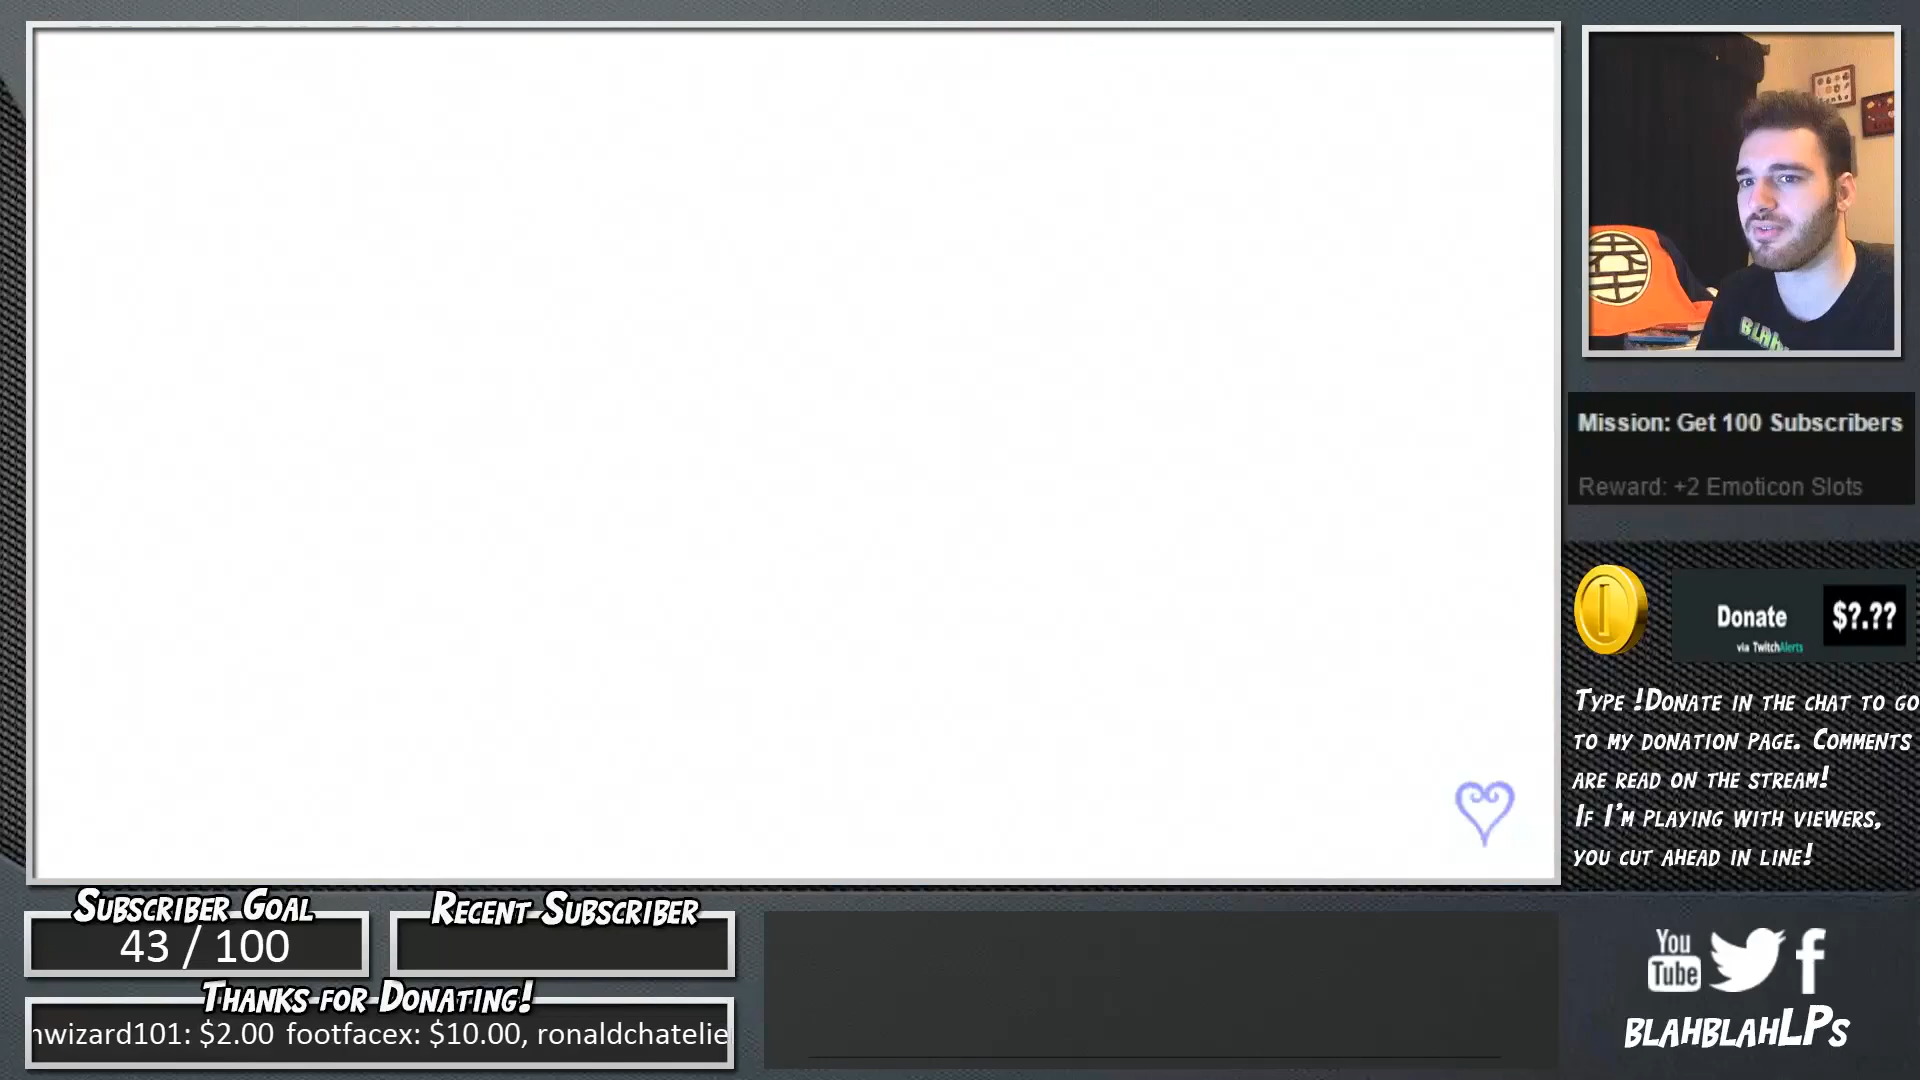 Mission: Get 100 Subscribers
Reward: +2 Emoticon Slots
Donate
via TwitchAlerts
$?.??
Type !Donate in the chat to go
to my donation page. Comments
are read on the stream!
If I'm playing with viewers,
you cut ahead in line!
Subscriber Goal
43 / 100
Recent Subscriber
Thanks for Donating!
wizard101: $2.00 footfacex: $10.00, ronaldchatelie
You
Tube
blahblahLPs